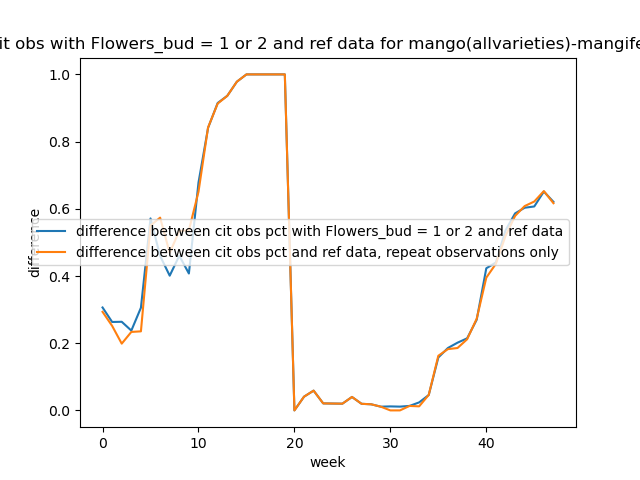 it obs with Flowers_bud = 1 or 2 and ref data for mango(allvarieties)-mangife
1.0
0.8
0.6
0.4
0.2
0.0
difference
difference between cit obs pct with Flowers_bud = 1 or 2 and ref data
difference between cit obs pct and ref data, repeat observations only
0 10 20 30 40
week